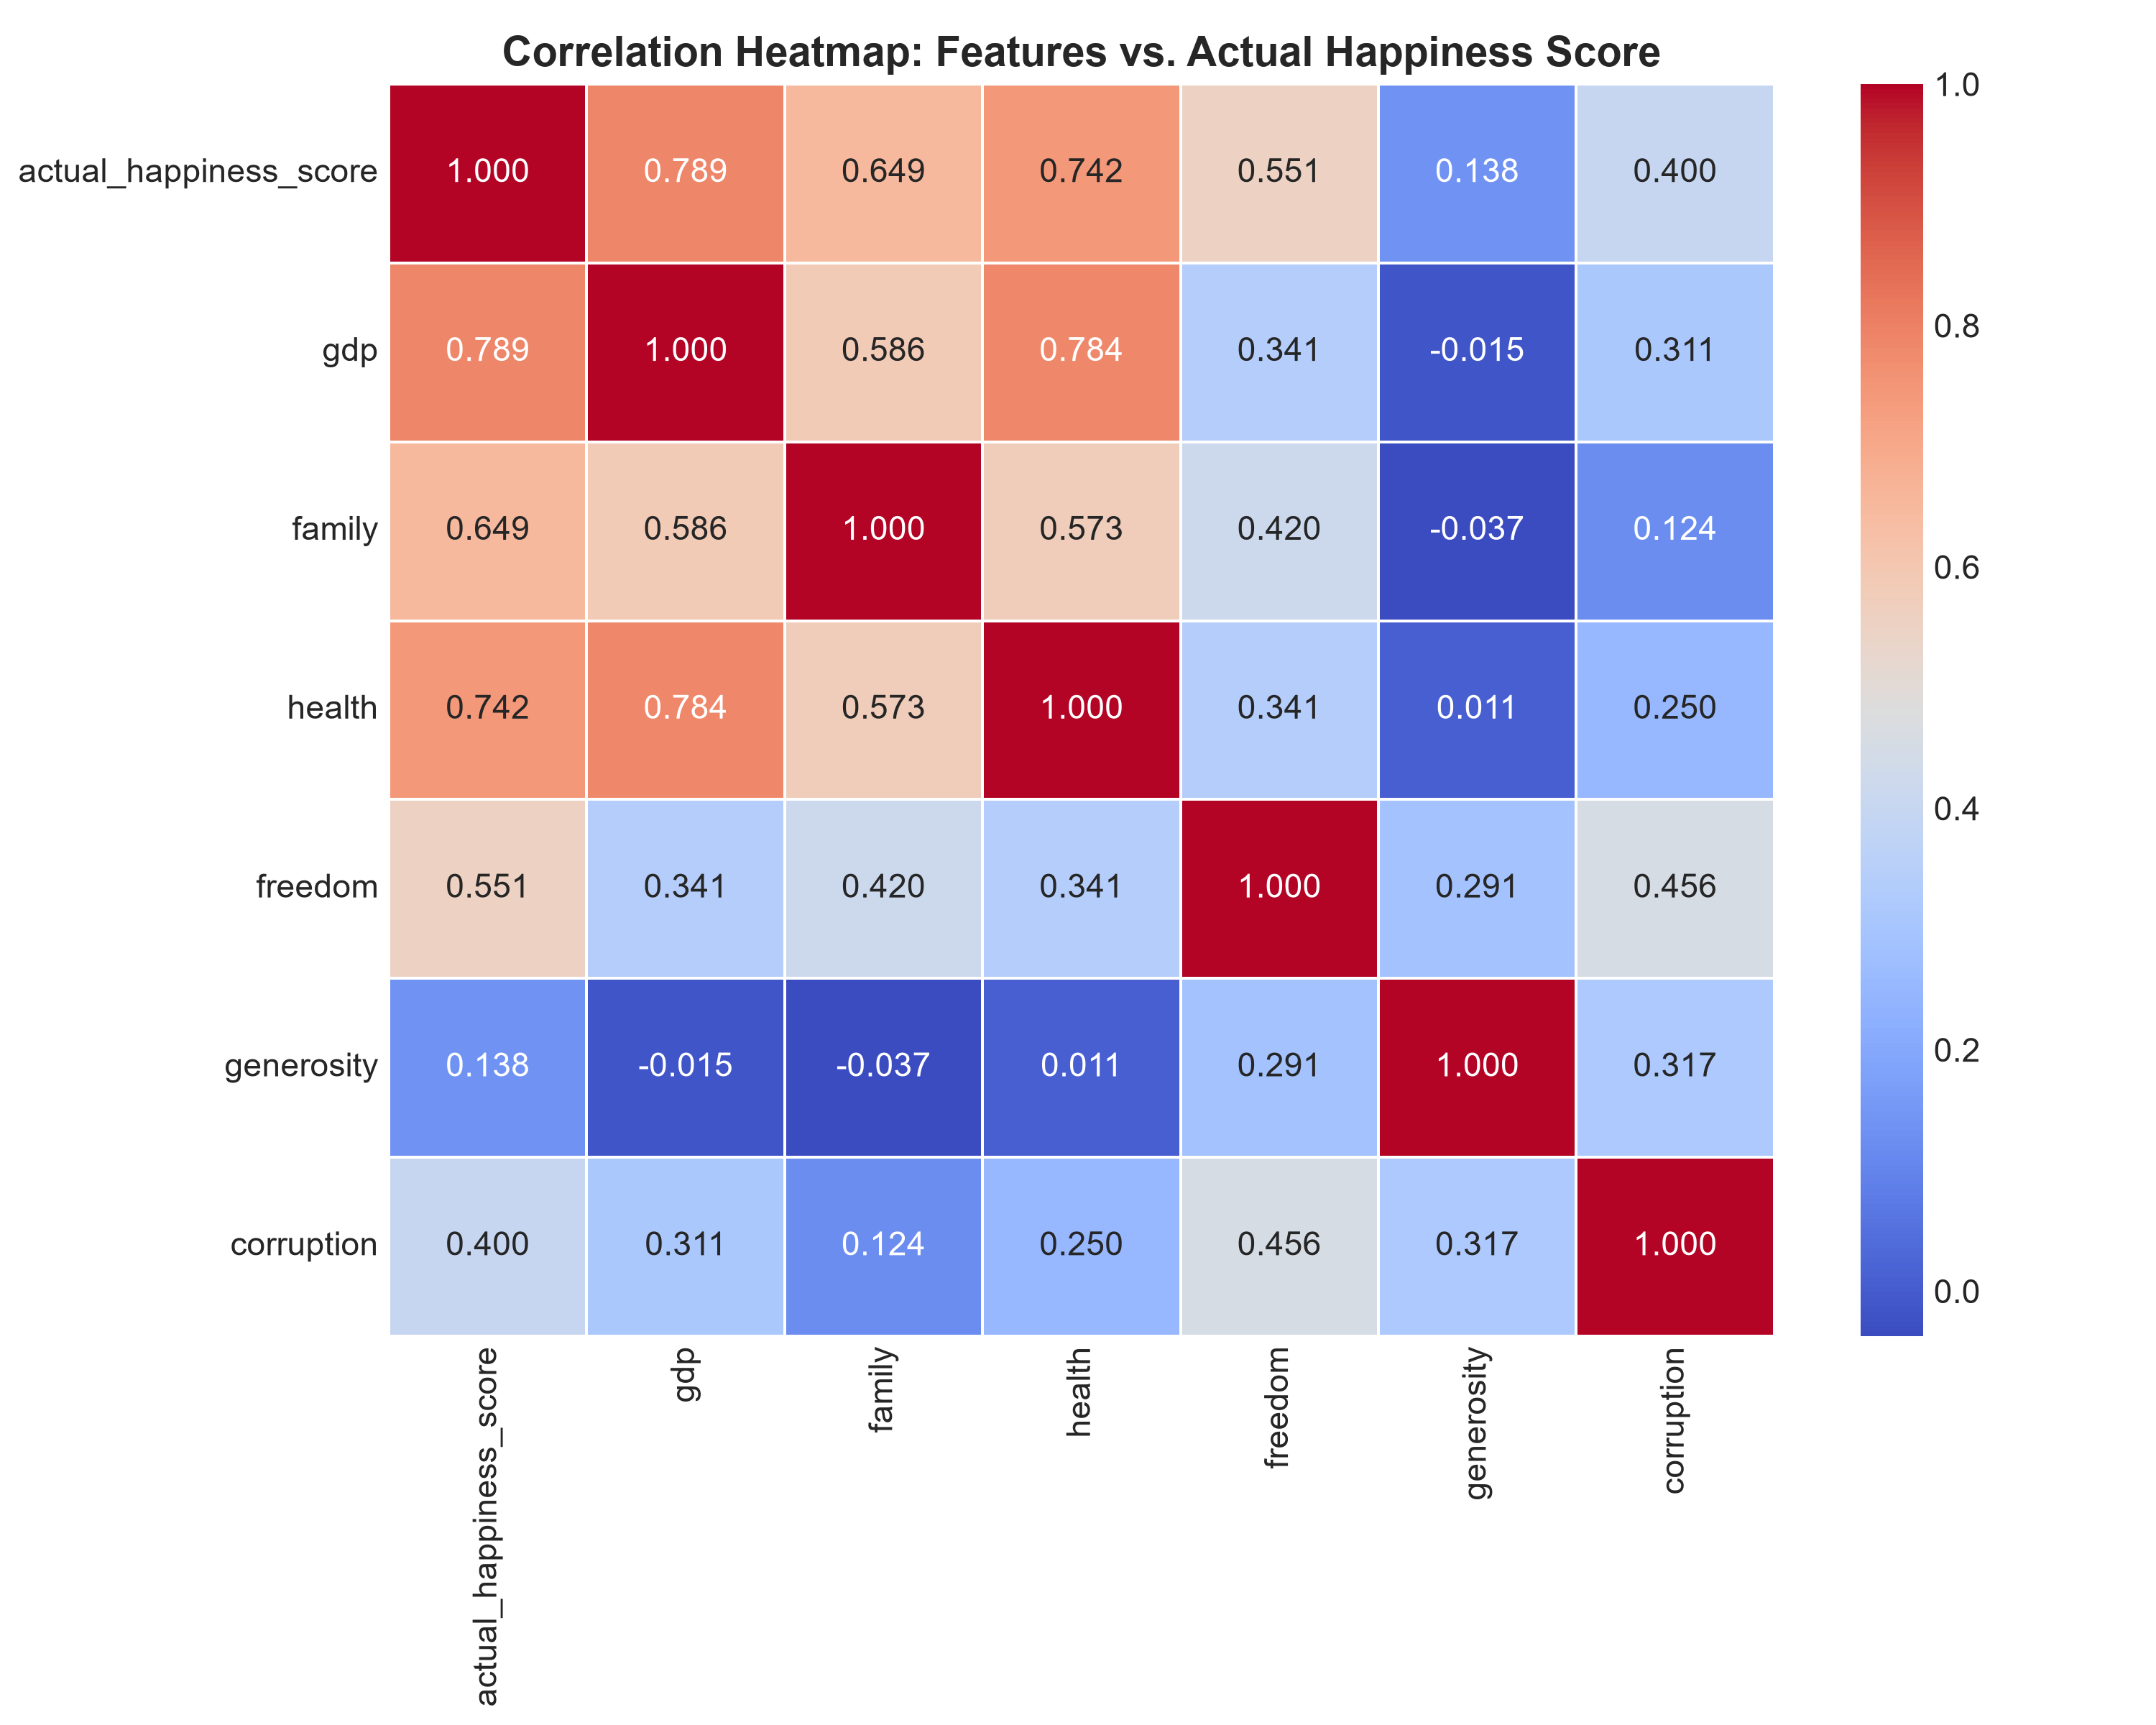 Correlation Heatmap: Features vs. Actual Happiness Score
actual_happiness_score 1.000 0.789 0.649 0.742 0.551 0.138 0.400
gdp 0.789 1.000 0.586 0.784 0.341 -0.015 0.311
family 0.649 0.586 1.000 0.573 0.420 -0.037 0.124
health 0.742 0.784 0.573 1.000 0.341 0.011 0.250
freedom 0.551 0.341 0.420 0.341 1.000 0.291 0.456
generosity 0.138 -0.015 -0.037 0.011 0.291 1.000 0.317
corruption 0.400 0.311 0.124 0.250 0.456 0.317 1.000
actual_happiness_score gdp family health freedom generosity corruption
1.0
0.8
0.6
0.4
0.2
0.0